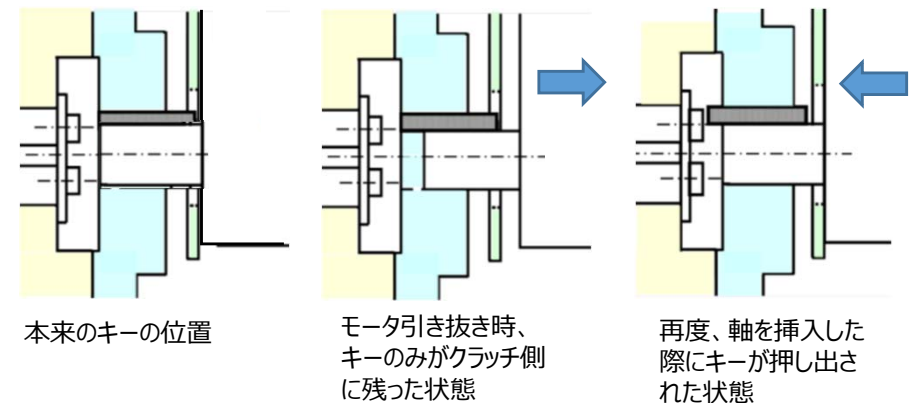 本来のキーの位置
モータ引き抜き時、
キーのみがクラッチ側
に残った状態
再度、軸を挿入した
際にキーが押し出さ
れた状態